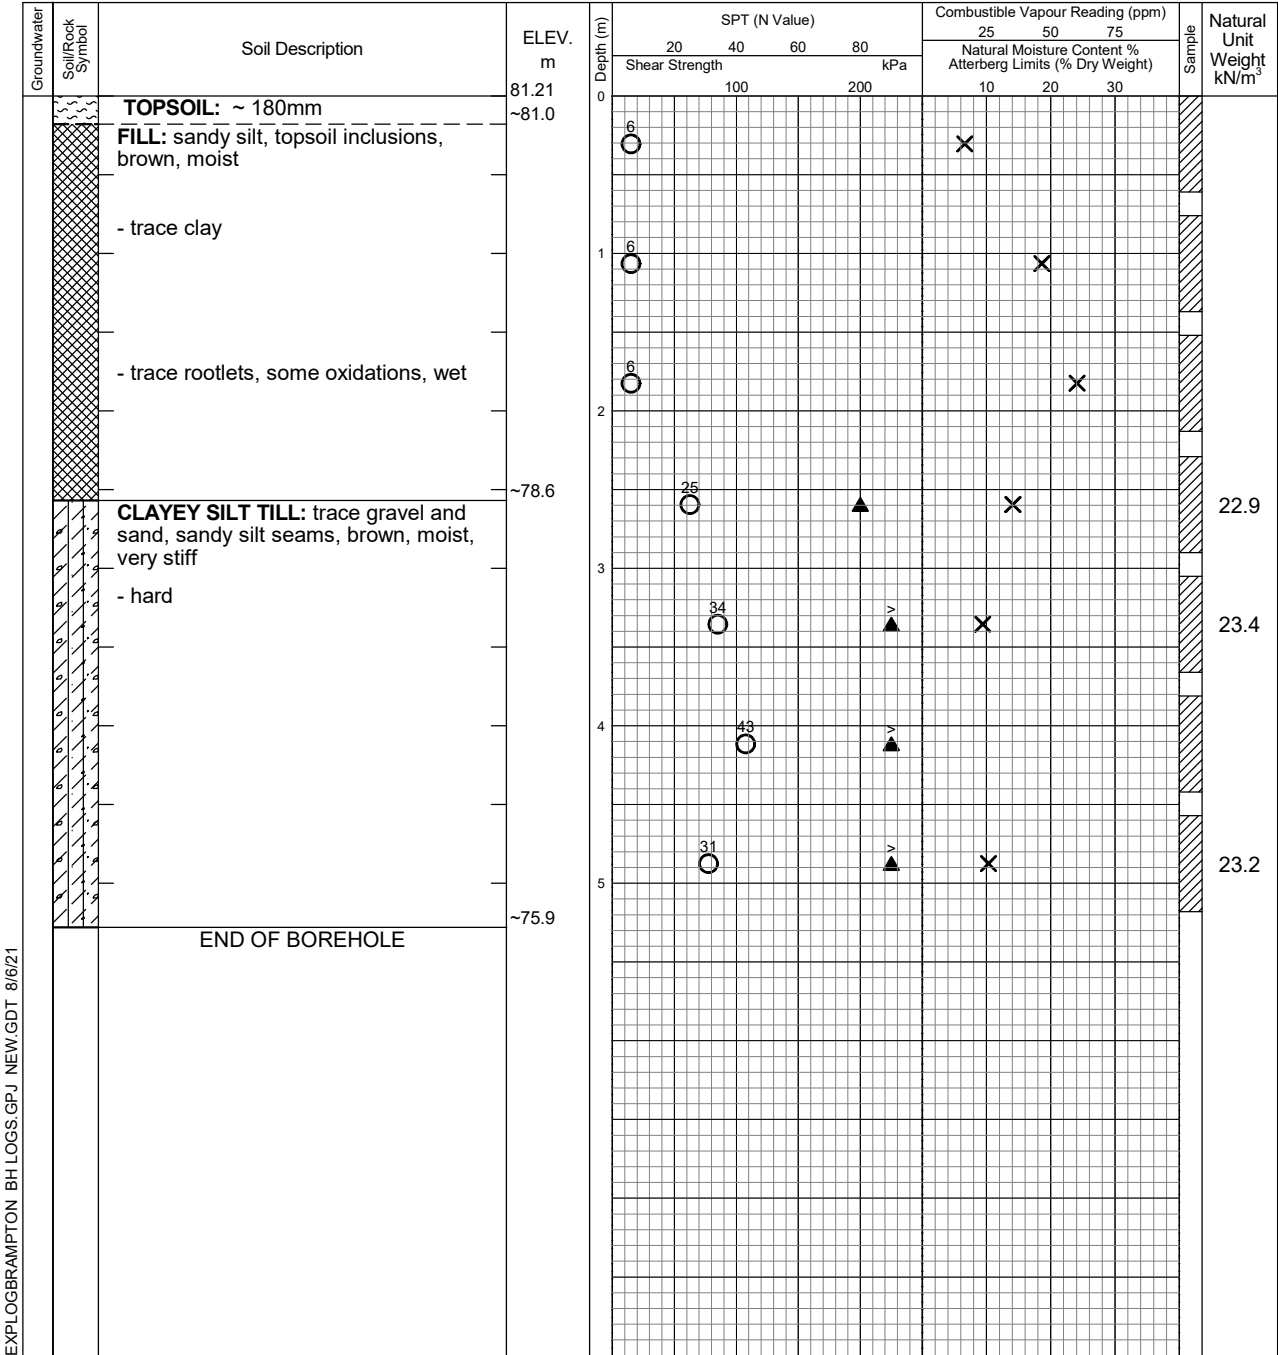 Groundwater
Soil/Rock
Symbol
Soil Description
ELEV.
m
81.21
Depth (m)
SPT (N Value)
20 40 60 80
Shear Strength kPa
100 200
Combustible Vapour Reading (ppm)
25 50 75
Natural Moisture Content %
Atterberg Limits (% Dry Weight)
10 20 30
Sample
Natural
Unit
Weight
kN/m³
0
TOPSOIL: ~ 180mm
~81.0
FILL: sandy silt, topsoil inclusions,
brown, moist
6
- trace clay
6
1
- trace rootlets, some oxidations, wet
6
2
~78.6
CLAYEY SILT TILL: trace gravel and
sand, sandy silt seams, brown, moist,
very stiff
25
22.9
3
- hard
34
>
23.4
4
43
>
31
>
23.2
5
~75.9
END OF BOREHOLE
EXPLOGBRAMPTON BH LOGS.GPJ NEW.GDT 8/6/21